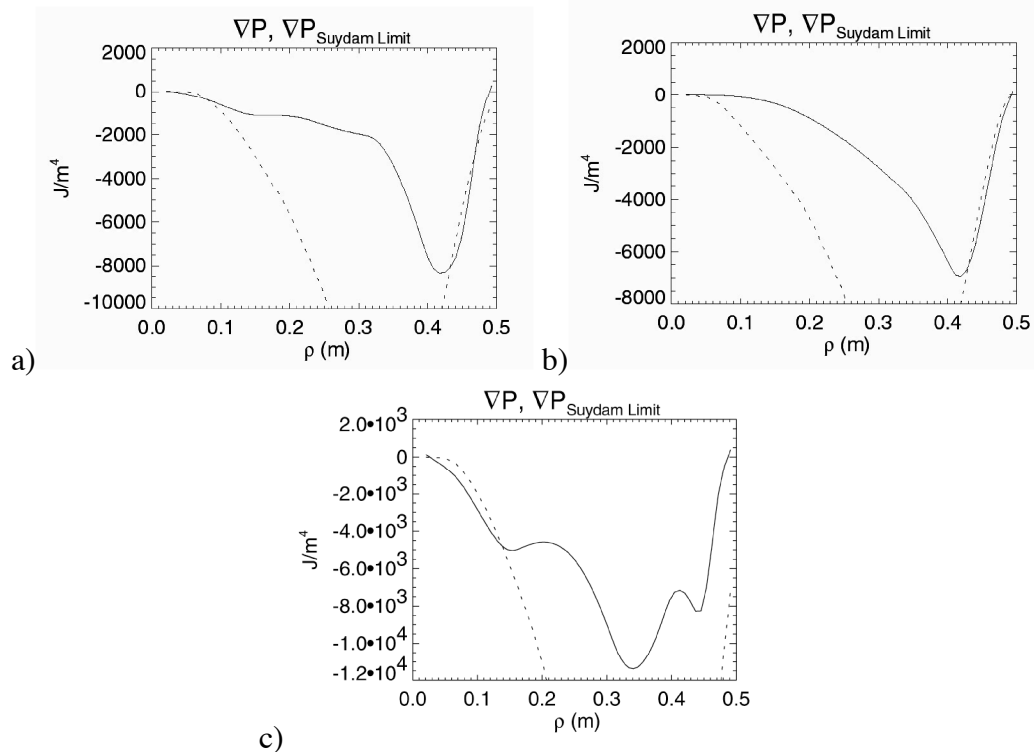 ∇P, ∇P Suydam Limit
2000
0
-2000
-4000
-6000
-8000
-10000
J/m⁴
0.0 0.1 0.2 0.3 0.4 0.5
ρ (m)
a)
∇P, ∇P Suydam Limit
2000
0
-2000
-4000
-6000
-8000
J/m⁴
0.0 0.1 0.2 0.3 0.4 0.5
ρ (m)
b)
∇P, ∇P Suydam Limit
2.0•10³
0
-2.0•10³
-4.0•10³
-6.0•10³
-8.0•10³
-1.0•10⁴
-1.2•10⁴
J/m⁴
0.0 0.1 0.2 0.3 0.4 0.5
ρ (m)
c)